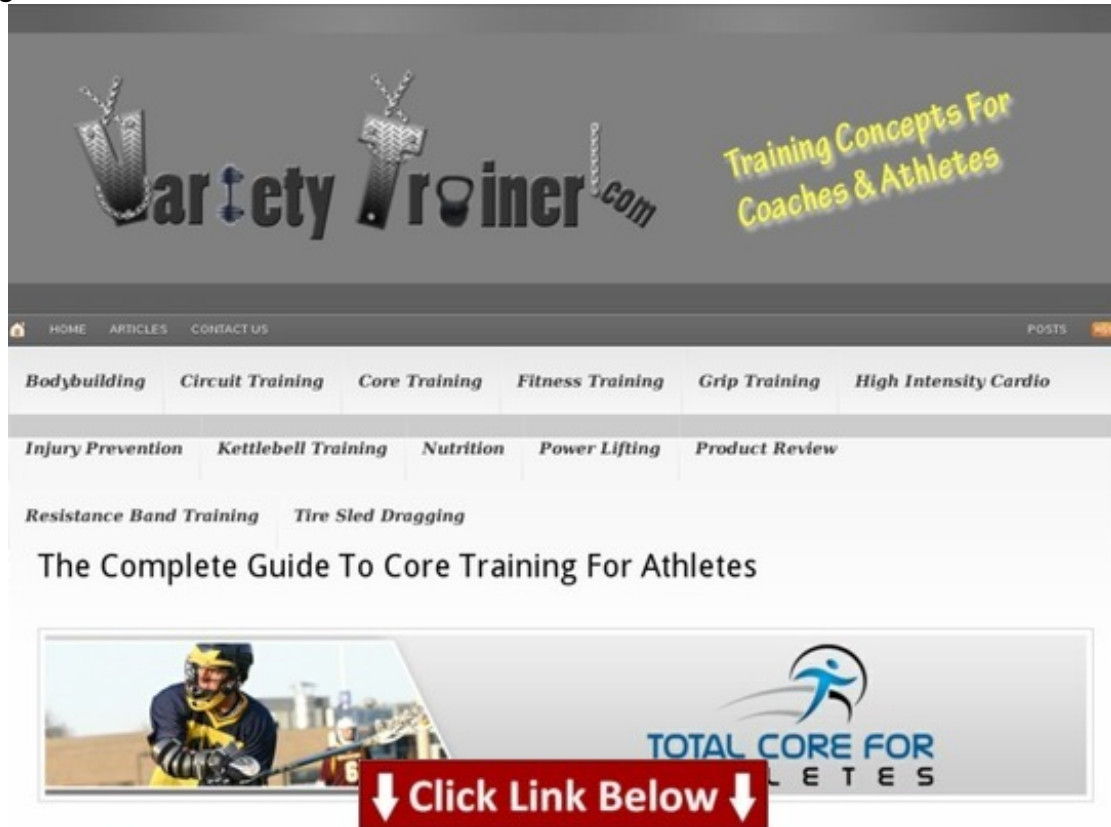 Variety Trainer.com
Training Concepts For
Coaches & Athletes
HOME ARTICLES CONTACT US POSTS
Bodybuilding Circuit Training Core Training Fitness Training Grip Training High Intensity Cardio
Injury Prevention Kettlebell Training Nutrition Power Lifting Product Review
Resistance Band Training Tire Sled Dragging
The Complete Guide To Core Training For Athletes
TOTAL CORE FOR
LETES
Click Link Below